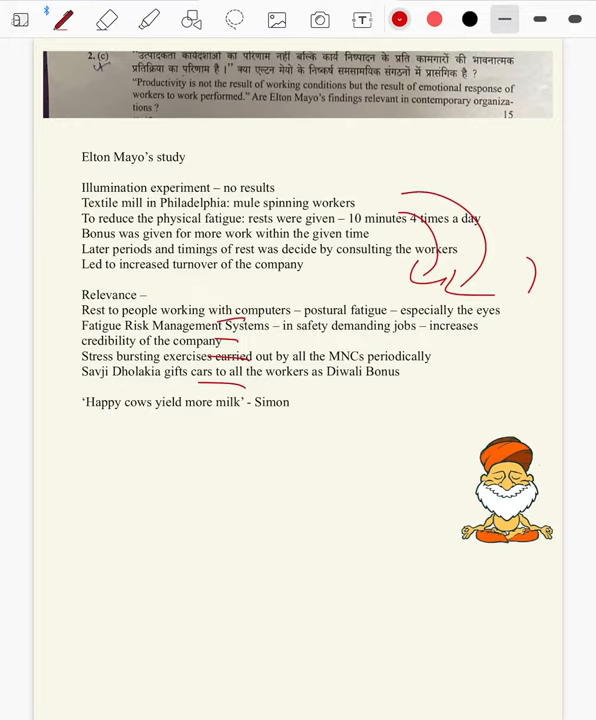 2. (c) "उत्पादकता कार्यदशाओं का परिणाम नहीं बल्कि कार्य निष्पादन के प्रति कामगारों की भावनात्मक
प्रतिक्रिया का परिणाम है।" क्या एल्टन मेयो के निष्कर्ष समसामयिक संगठनों में प्रासंगिक है ?
"Productivity is not the result of working conditions but the result of emotional response of
workers to work performed." Are Elton Mayo's findings relevant in contemporary organiza-
tions ?
15
Elton Mayo's study
Illumination experiment – no results
Textile mill in Philadelphia: mule spinning workers
To reduce the physical fatigue: rests were given – 10 minutes 4 times a day
Bonus was given for more work within the given time
Later periods and timings of rest was decide by consulting the workers
Led to increased turnover of the company
Relevance –
Rest to people working with computers – postural fatigue – especially the eyes
Fatigue Risk Management Systems – in safety demanding jobs – increases
credibility of the company
Stress bursting exercises carried out by all the MNCs periodically
Savji Dholakia gifts cars to all the workers as Diwali Bonus
'Happy cows yield more milk' - Simon